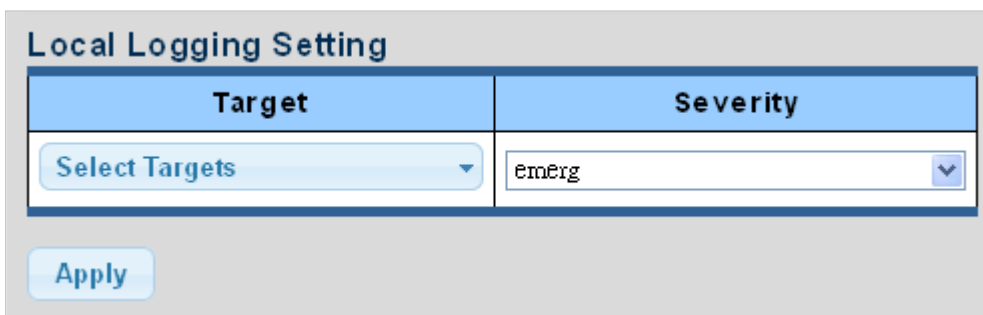 Local Logging Setting
Target Severity
Select Targets emerg
Apply